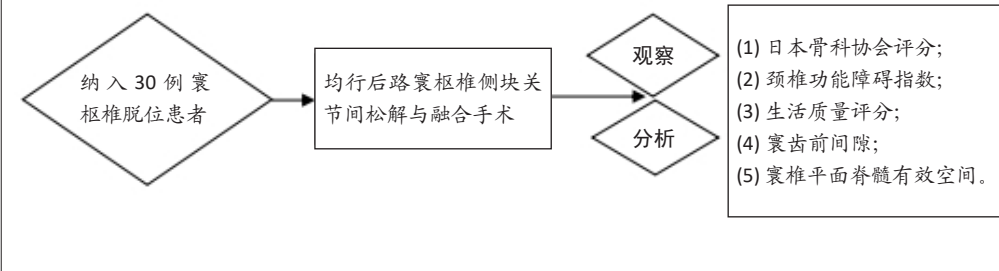 纳入 30 例寰
枢椎脱位患者
均行后路寰枢椎侧块关
节间松解与融合手术
观察
分析
(1) 日本骨科协会评分;
(2) 颈椎功能障碍指数;
(3) 生活质量评分;
(4) 寰齿前间隙;
(5) 寰椎平面脊髓有效空间。